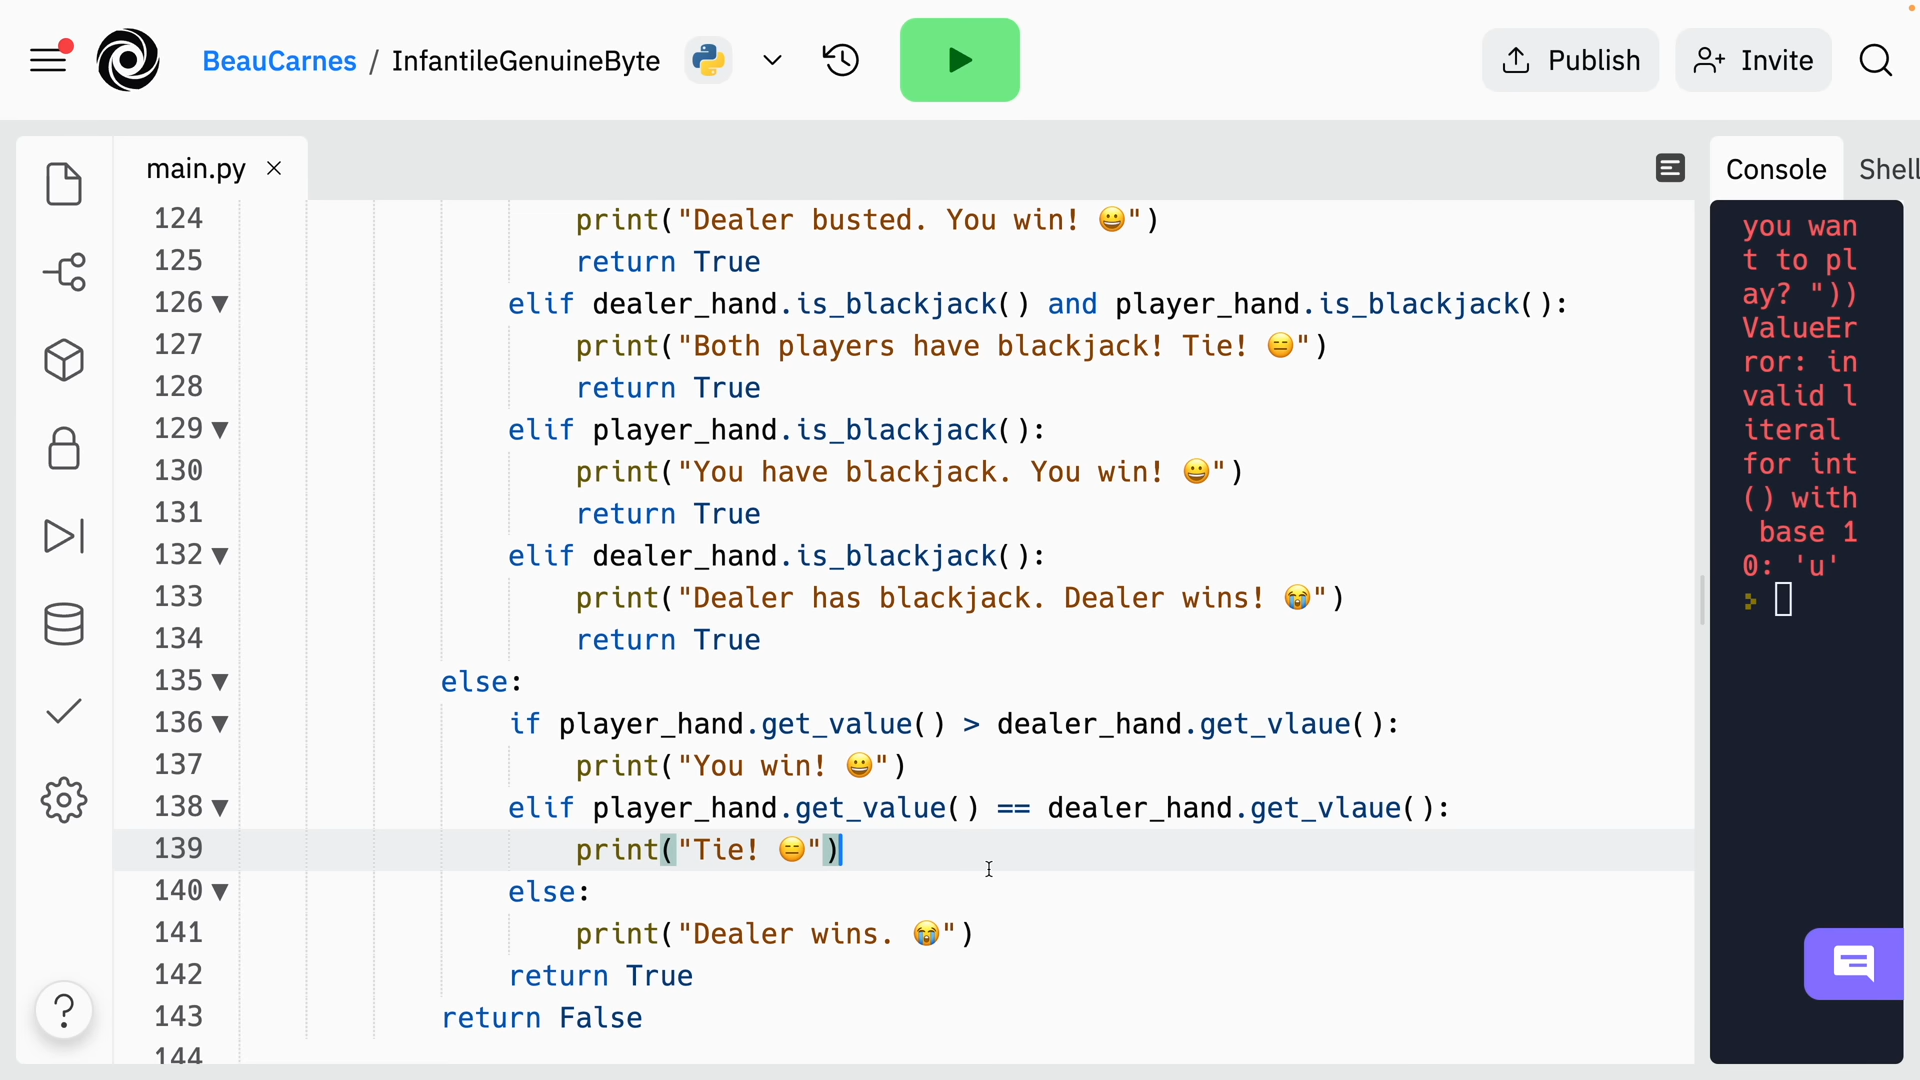 BeauCarnes / InfantileGenuineByte
Publish
Invite
main.py
Console
Shell
124 print("Dealer busted. You win! 😀")
125 return True
126 elif dealer_hand.is_blackjack() and player_hand.is_blackjack():
127 print("Both players have blackjack! Tie! 😑")
128 return True
129 elif player_hand.is_blackjack():
130 print("You have blackjack. You win! 😀")
131 return True
132 elif dealer_hand.is_blackjack():
133 print("Dealer has blackjack. Dealer wins! 😭")
134 return True
135 else:
136 if player_hand.get_value() > dealer_hand.get_vlaue():
137 print("You win! 😀")
138 elif player_hand.get_value() == dealer_hand.get_vlaue():
139 print("Tie! 😑")
140 else:
141 print("Dealer wins. 😭")
142 return True
143 return False
144
you wan
t to pl
ay? "))
ValueEr
ror: in
valid l
iteral
for int
() with
base 1
0: 'u'
?